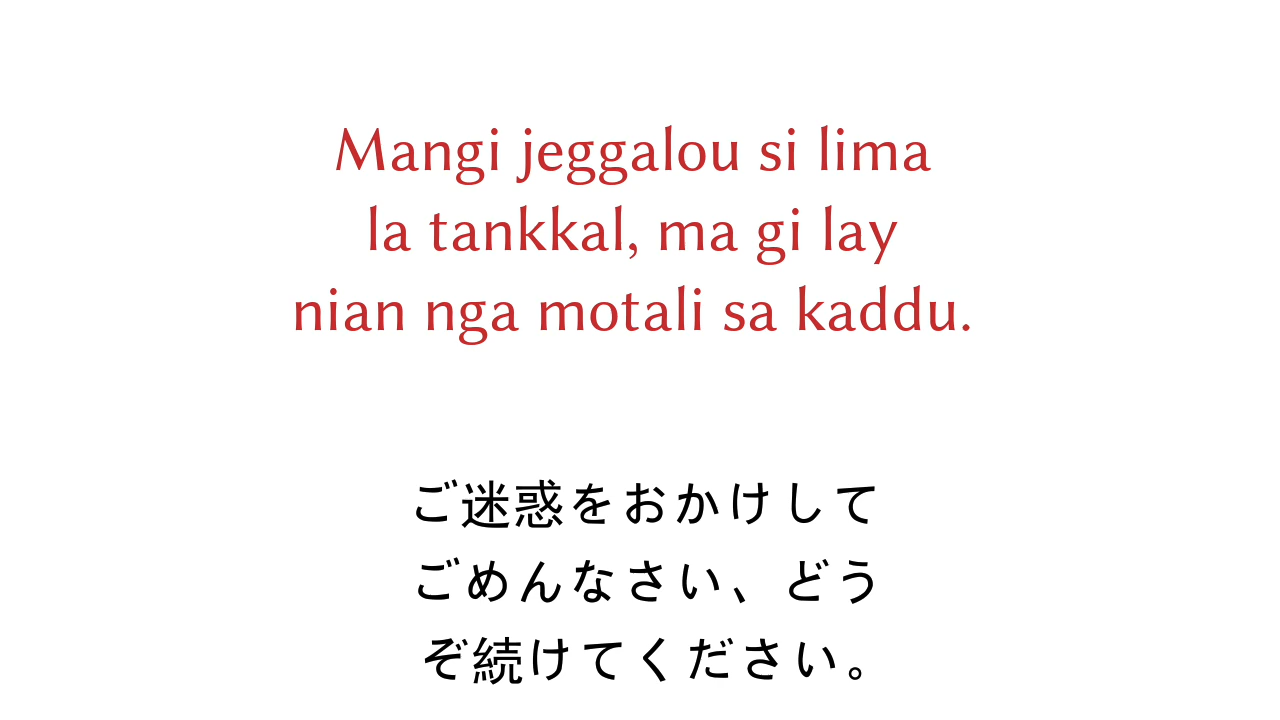 Mangi jeggalou si lima
la tankkal, ma gi lay
nian nga motali sa kaddu.
ご迷惑をおかけして
ごめんなさい、どう
ぞ続けてください。